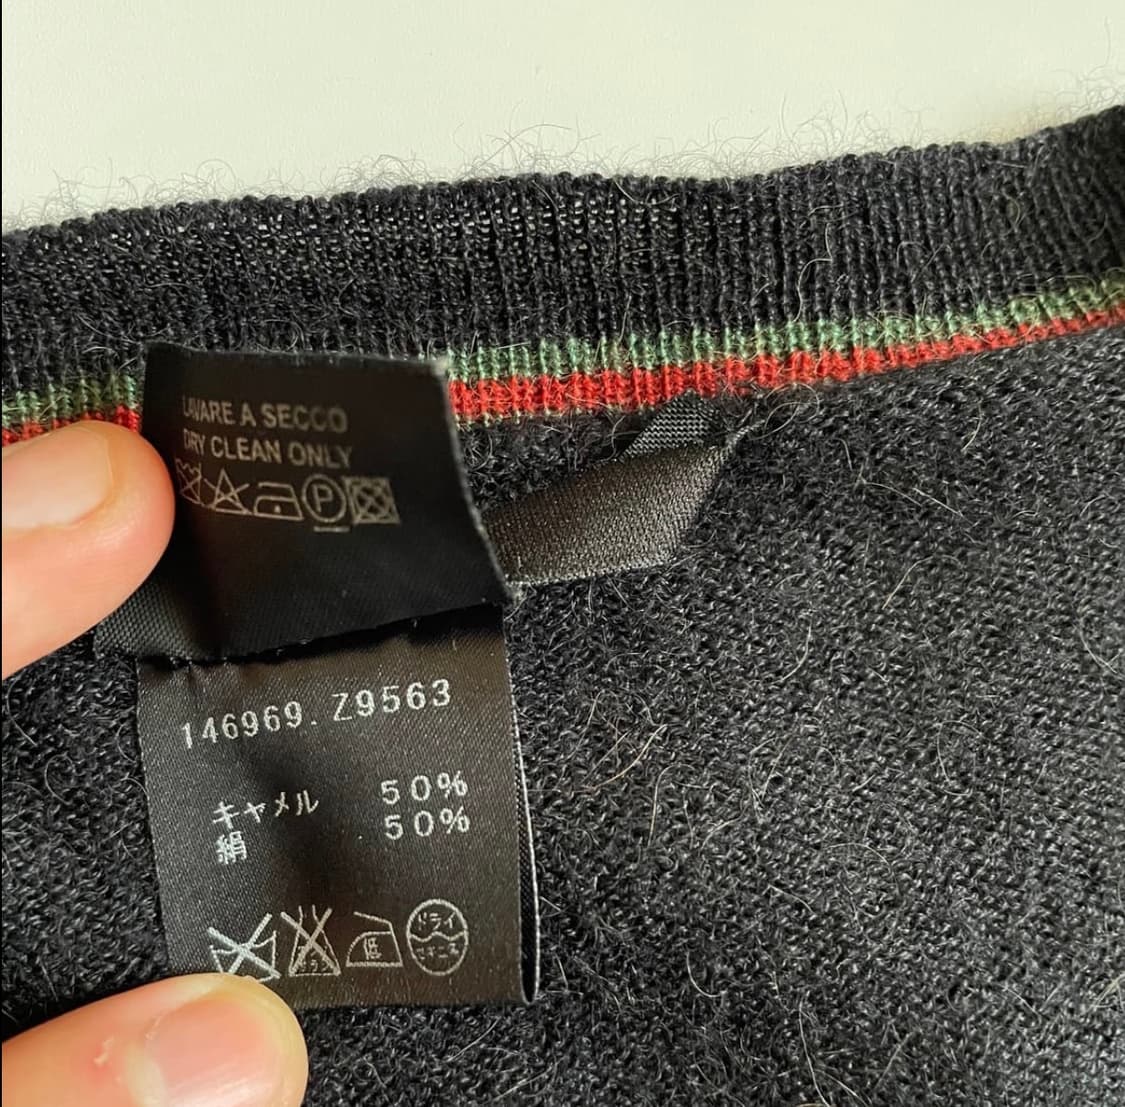 LAVARE A SECCO
DRY CLEAN ONLY
P
146969.Z9563
キャメル 50%
絹 50%
低 ドライ